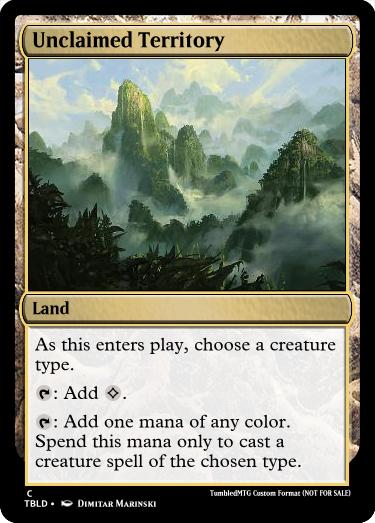 Unclaimed Territory
Land
As this enters play, choose a creature
type.
: Add .
: Add one mana of any color.
Spend this mana only to cast a
creature spell of the chosen type.
C
TBLD • Dimitar Marinski
TumbledMTG Custom Format (NOT FOR SALE)